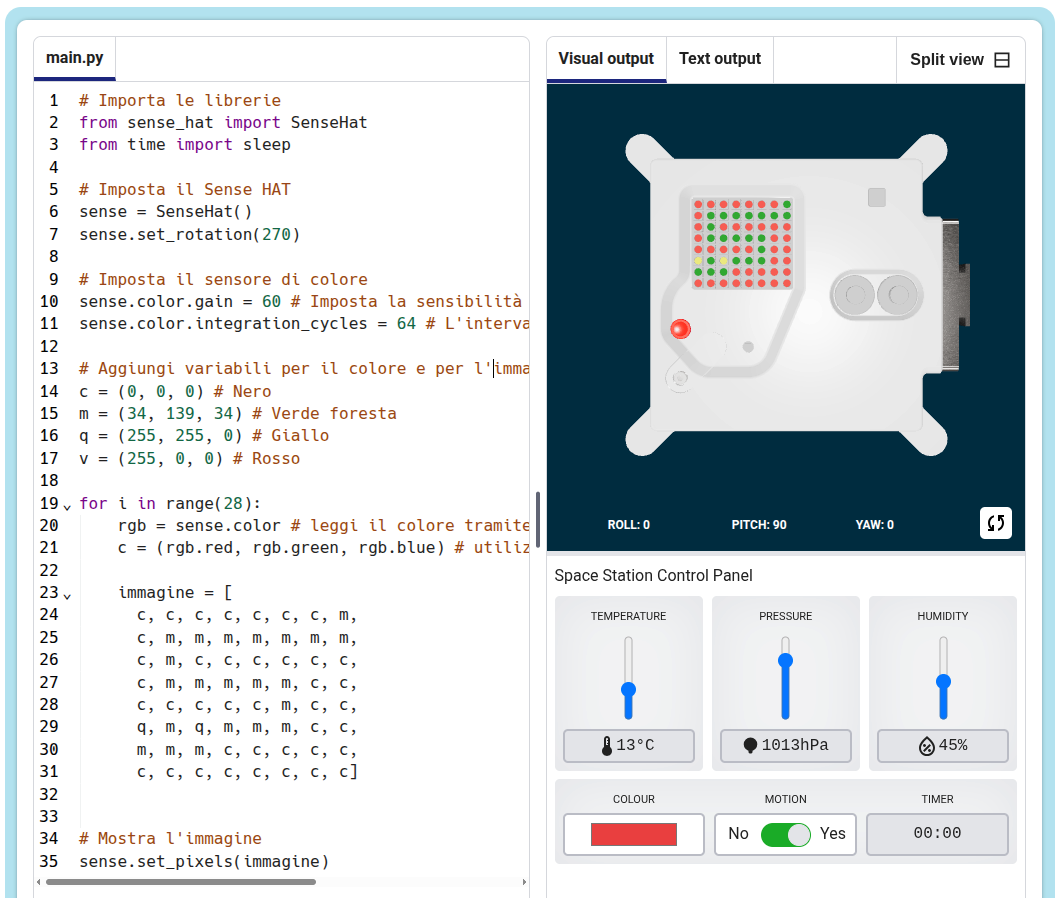 main.py
1 # Importa le librerie
2 from sense_hat import SenseHat
3 from time import sleep
4
5 # Imposta il Sense HAT
6 sense = SenseHat()
7 sense.set_rotation(270)
8
9 # Imposta il sensore di colore
10 sense.color.gain = 60 # Imposta la sensibilità
11 sense.color.integration_cycles = 64 # L'interva
12
13 # Aggiungi variabili per il colore e per l'imma
14 c = (0, 0, 0) # Nero
15 m = (34, 139, 34) # Verde foresta
16 q = (255, 255, 0) # Giallo
17 v = (255, 0, 0) # Rosso
18
19 for i in range(28):
20 rgb = sense.color # leggi il colore tramite
21 c = (rgb.red, rgb.green, rgb.blue) # utiliz
22
23 immagine = [
24 c, c, c, c, c, c, c, m,
25 c, m, m, m, m, m, m, m,
26 c, m, c, c, c, c, c, c,
27 c, m, m, m, m, m, c, c,
28 c, c, c, c, c, m, c, c,
29 q, m, q, m, m, m, c, c,
30 m, m, m, c, c, c, c, c,
31 c, c, c, c, c, c, c, c]
32
33
34 # Mostra l'immagine
35 sense.set_pixels(immagine)
Visual output Text output Split view
ROLL: 0 PITCH: 90 YAW: 0
Space Station Control Panel
TEMPERATURE PRESSURE HUMIDITY
13°C 1013hPa 45%
COLOUR MOTION TIMER
No Yes 00:00